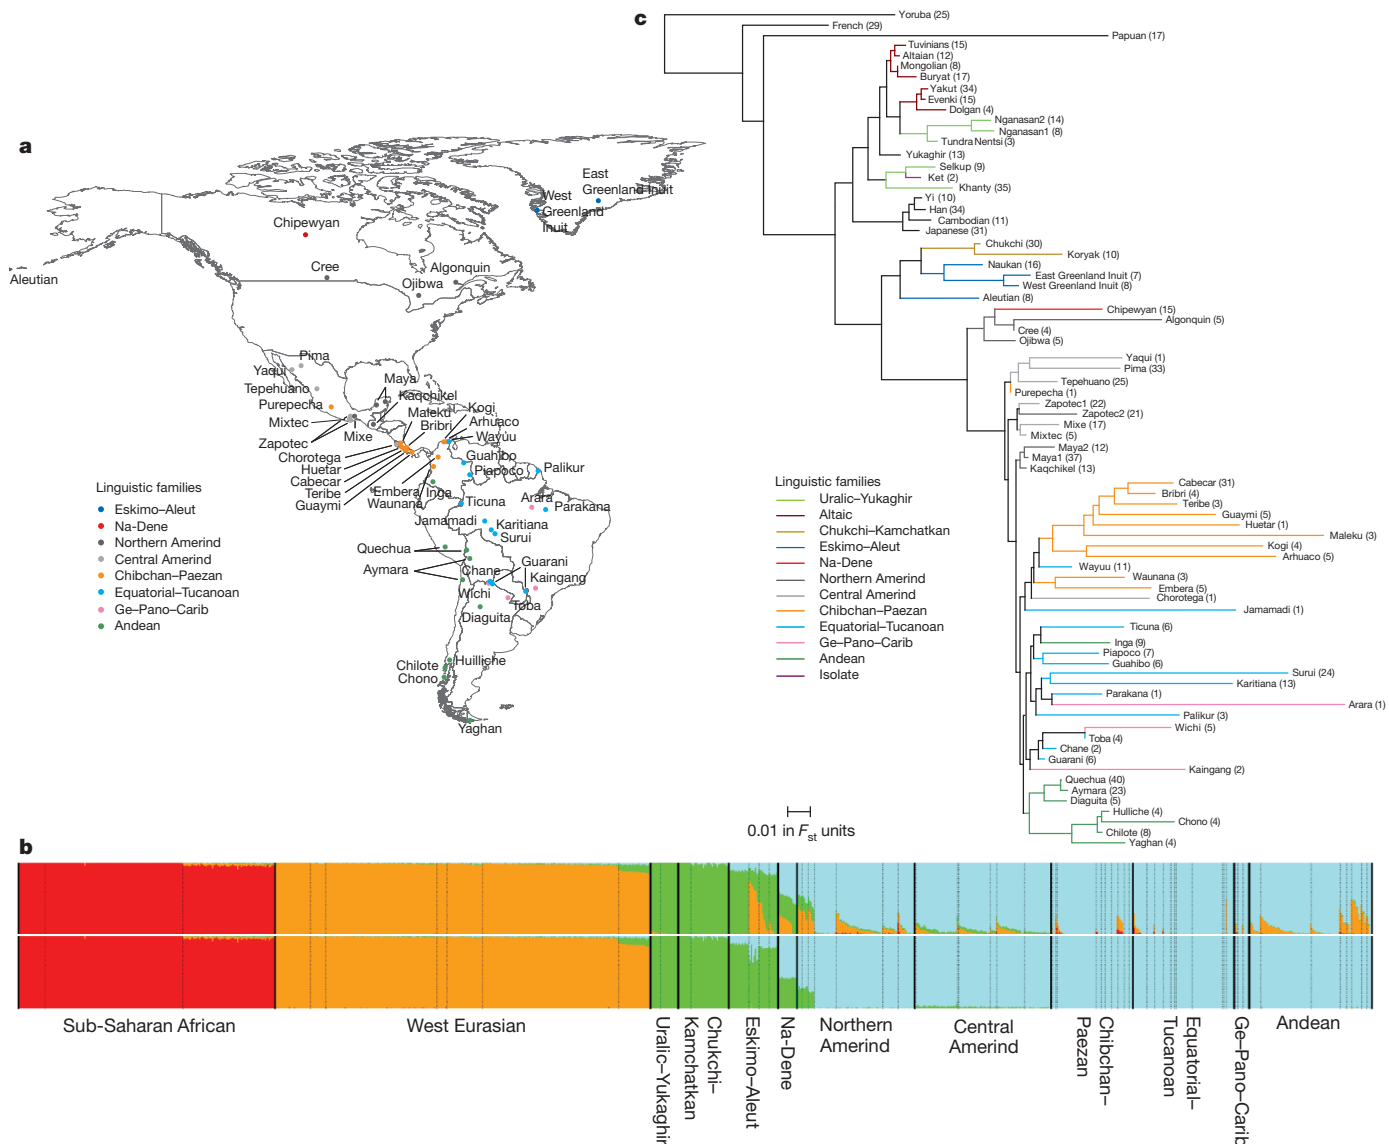 a
East
Greenland Inuit
West
Greenland
Inuit
Chipewyan
Aleutian
Cree
Algonquin
Ojibwa
Pima
Yaqui
Tepehuano
Purepecha
Mixtec
Zapotec
Mixe
Maya
Kaqchikel
Maleku
Bribri
Kogi
Arhuaco
Wayuu
Chorotega
Huetar
Cabecar
Teribe
Guaymi
Guahibo
Piapoco
Palikur
Embera
Waunana
Inga
Ticuna
Arara
Parakana
Jamamadi
Karitiana
Surui
Quechua
Aymara
Chane
Guarani
Kaingang
Wichi
Toba
Diaguita
Chilote
Huilliche
Chono
Yaghan
Linguistic families
Eskimo–Aleut
Na-Dene
Northern Amerind
Central Amerind
Chibchan–Paezan
Equatorial–Tucanoan
Ge–Pano–Carib
Andean
c
Yoruba (25)
French (29)
Papuan (17)
Tuvinians (15)
Altaian (12)
Mongolian (8)
Buryat (17)
Yakut (34)
Evenki (15)
Dolgan (4)
Nganasan2 (14)
Nganasan1 (8)
Tundra Nentsi (3)
Yukaghir (13)
Selkup (9)
Ket (2)
Khanty (35)
Yi (10)
Han (34)
Cambodian (11)
Japanese (31)
Chukchi (30)
Koryak (10)
Naukan (16)
East Greenland Inuit (7)
West Greenland Inuit (8)
Aleutian (8)
Chipewyan (15)
Algonquin (5)
Cree (4)
Ojibwa (5)
Yaqui (1)
Pima (33)
Tepehuano (25)
Purepecha (1)
Zapotec1 (22)
Zapotec2 (21)
Mixe (17)
Mixtec (5)
Maya2 (12)
Maya1 (37)
Kaqchikel (13)
Cabecar (31)
Bribri (4)
Teribe (3)
Guaymi (5)
Huetar (1)
Maleku (3)
Kogi (4)
Arhuaco (5)
Wayuu (11)
Waunana (3)
Embera (5)
Chorotega (1)
Jamamadi (1)
Ticuna (6)
Inga (9)
Piapoco (7)
Guahibo (6)
Surui (24)
Karitiana (13)
Parakana (1)
Arara (1)
Palikur (3)
Wichi (5)
Toba (4)
Chane (2)
Guarani (6)
Kaingang (2)
Quechua (40)
Aymara (23)
Diaguita (5)
Hulliche (4)
Chono (4)
Chilote (8)
Yaghan (4)
Linguistic families
Uralic–Yukaghir
Altaic
Chukchi–Kamchatkan
Eskimo–Aleut
Na–Dene
Northern Amerind
Central Amerind
Chibchan–Paezan
Equatorial–Tucanoan
Ge–Pano–Carib
Andean
Isolate
0.01 in Fst units
b
Sub-Saharan African
West Eurasian
Uralic–Yukaghir
Chukchi–
Kamchatkan
Eskimo–Aleut
Na-Dene
Northern
Amerind
Central
Amerind
Chibchan–
Paezan
Equatorial–
Tucanoan
Ge–Pano–Carib
Andean